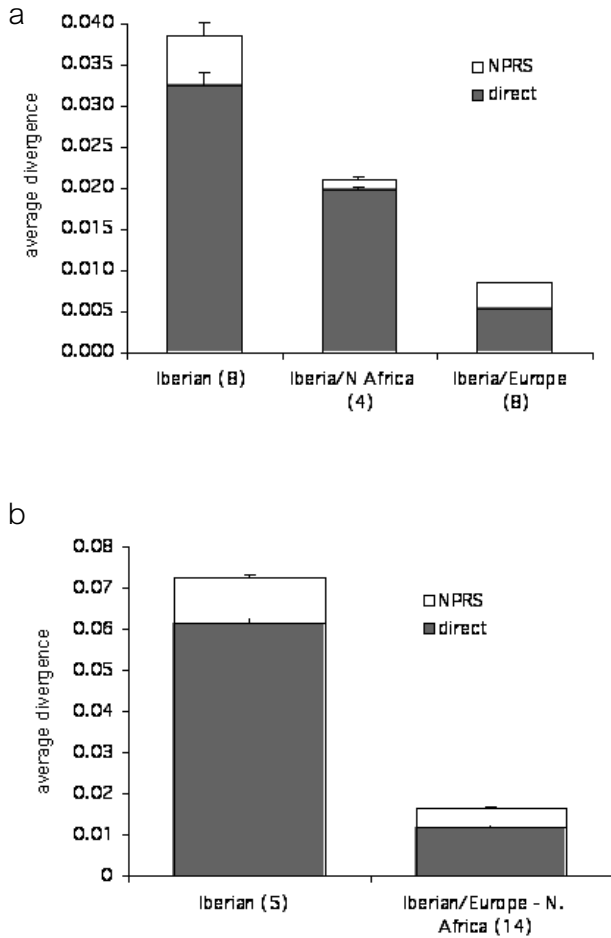 a
0.040
0.035
0.030
0.025
0.020
0.015
0.010
0.005
0.000
average divergence
NPRS
direct
Iberian (8)
Iberia/N Africa
(4)
Iberia/Europe
(8)
b
0.08
0.07
0.06
0.05
0.04
0.03
0.02
0.01
0
average divergence
NPRS
direct
Iberian (5)
Iberian/Europe - N.
Africa (14)